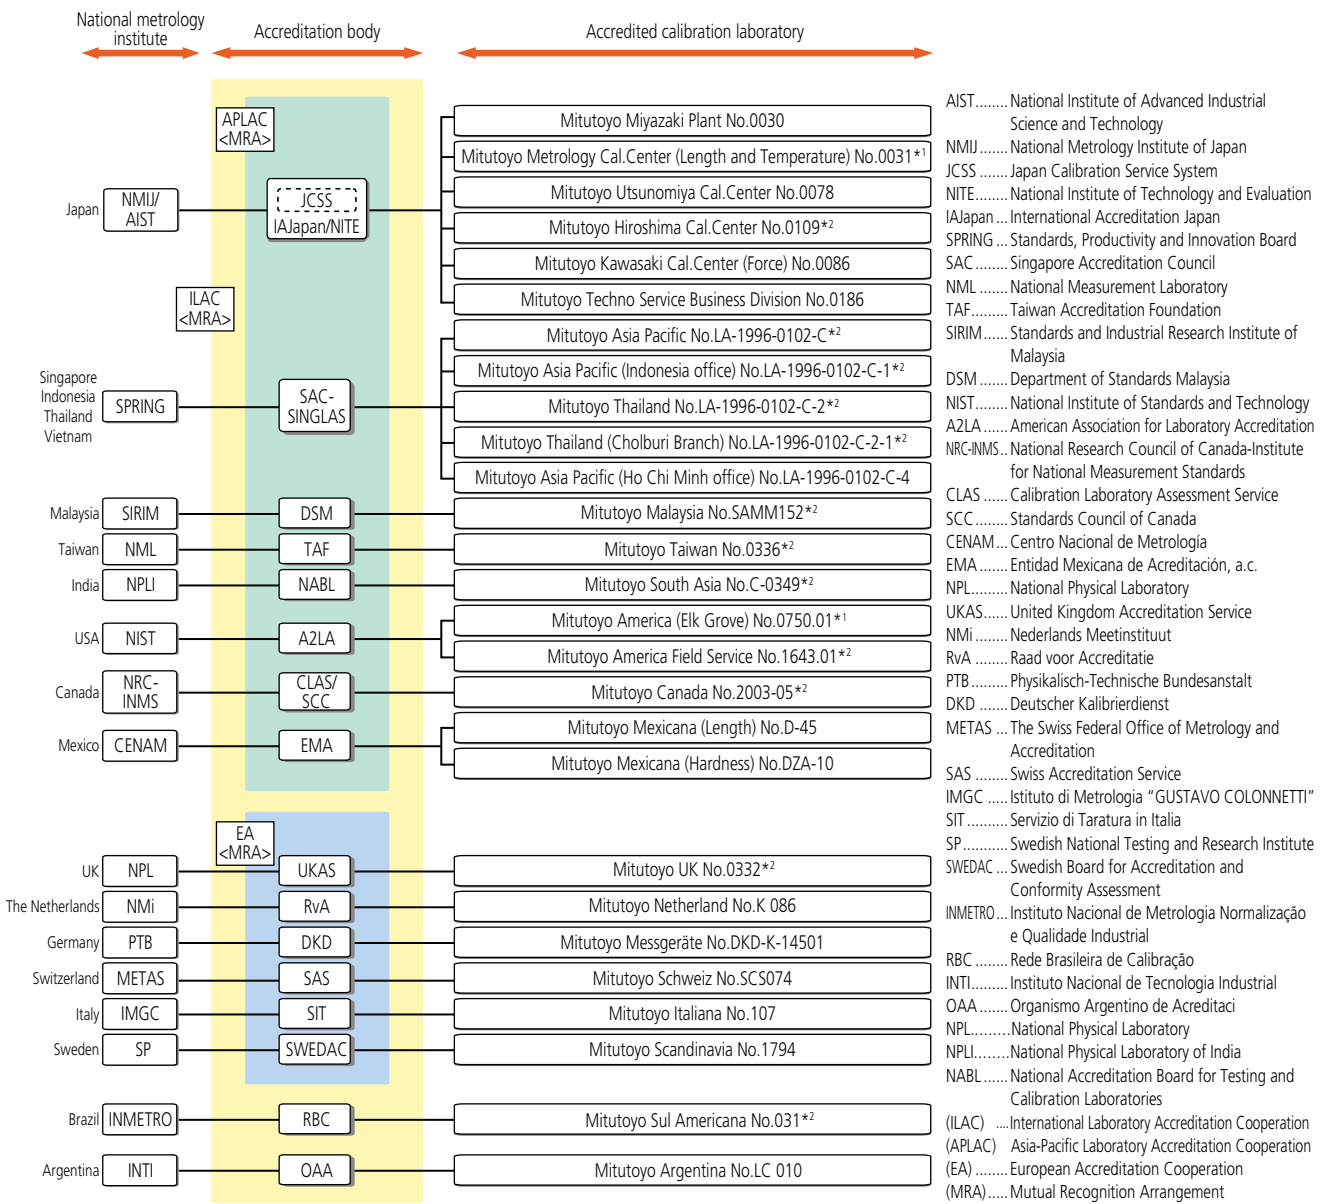 National metrology
institute
Accreditation body
Accredited calibration laboratory
APLAC
<MRA>
ILAC
<MRA>
Japan
NMIJ/
AIST
JCSS
IAJapan/NITE
Mitutoyo Miyazaki Plant No.0030
Mitutoyo Metrology Cal.Center (Length and Temperature) No.0031*1
Mitutoyo Utsunomiya Cal.Center No.0078
Mitutoyo Hiroshima Cal.Center No.0109*2
Mitutoyo Kawasaki Cal.Center (Force) No.0086
Mitutoyo Techno Service Business Division No.0186
Singapore
Indonesia
Thailand
Vietnam
SPRING
SAC-
SINGLAS
Mitutoyo Asia Pacific No.LA-1996-0102-C*2
Mitutoyo Asia Pacific (Indonesia office) No.LA-1996-0102-C-1*2
Mitutoyo Thailand No.LA-1996-0102-C-2*2
Mitutoyo Thailand (Cholburi Branch) No.LA-1996-0102-C-2-1*2
Mitutoyo Asia Pacific (Ho Chi Minh office) No.LA-1996-0102-C-4
Malaysia
SIRIM
DSM
Mitutoyo Malaysia No.SAMM152*2
Taiwan
NML
TAF
Mitutoyo Taiwan No.0336*2
India
NPLI
NABL
Mitutoyo South Asia No.C-0349*2
USA
NIST
A2LA
Mitutoyo America (Elk Grove) No.0750.01*1
Mitutoyo America Field Service No.1643.01*2
Canada
NRC-
INMS
CLAS/
SCC
Mitutoyo Canada No.2003-05*2
Mexico
CENAM
EMA
Mitutoyo Mexicana (Length) No.D-45
Mitutoyo Mexicana (Hardness) No.DZA-10
EA
<MRA>
UK
NPL
UKAS
Mitutoyo UK No.0332*2
The Netherlands
NMi
RvA
Mitutoyo Netherland No.K 086
Germany
PTB
DKD
Mitutoyo Messgeräte No.DKD-K-14501
Switzerland
METAS
SAS
Mitutoyo Schweiz No.SCS074
Italy
IMGC
SIT
Mitutoyo Italiana No.107
Sweden
SP
SWEDAC
Mitutoyo Scandinavia No.1794
Brazil
INMETRO
RBC
Mitutoyo Sul Americana No.031*2
Argentina
INTI
OAA
Mitutoyo Argentina No.LC 010
AIST........National Institute of Advanced Industrial
Science and Technology
NMIJ.......National Metrology Institute of Japan
JCSS.......Japan Calibration Service System
NITE.......National Institute of Technology and Evaluation
IAJapan...International Accreditation Japan
SPRING...Standards, Productivity and Innovation Board
SAC........Singapore Accreditation Council
NML.......National Measurement Laboratory
TAF.........Taiwan Accreditation Foundation
SIRIM......Standards and Industrial Research Institute of
Malaysia
DSM.......Department of Standards Malaysia
NIST........National Institute of Standards and Technology
A2LA......American Association for Laboratory Accreditation
NRC-INMS..National Research Council of Canada-Institute
for National Measurement Standards
CLAS......Calibration Laboratory Assessment Service
SCC........Standards Council of Canada
CENAM...Centro Nacional de Metrología
EMA.......Entidad Mexicana de Acreditación, a.c.
NPL.........National Physical Laboratory
UKAS......United Kingdom Accreditation Service
NMi........Nederlands Meetinstituut
RvA........Raad voor Accreditatie
PTB.........Physikalisch-Technische Bundesanstalt
DKD.......Deutscher Kalibrierdienst
METAS...The Swiss Federal Office of Metrology and
Accreditation
SAS........Swiss Accreditation Service
IMGC.....Istituto di Metrologia “GUSTAVO COLONNETTI”
SIT..........Servizio di Taratura in Italia
SP...........Swedish National Testing and Research Institute
SWEDAC...Swedish Board for Accreditation and
Conformity Assessment
INMETRO...Instituto Nacional de Metrologia Normalização
e Qualidade Industrial
RBC........Rede Brasileira de Calibração
INTI.........Instituto Nacional de Tecnologia Industrial
OAA.......Organismo Argentino de Acreditaci
NPL.........National Physical Laboratory
NPLI........National Physical Laboratory of India
NABL......National Accreditation Board for Testing and
Calibration Laboratories
(ILAC) ....International Laboratory Accreditation Cooperation
(APLAC) Asia-Pacific Laboratory Accreditation Cooperation
(EA)........European Accreditation Cooperation
(MRA).....Mutual Recognition Arrangement